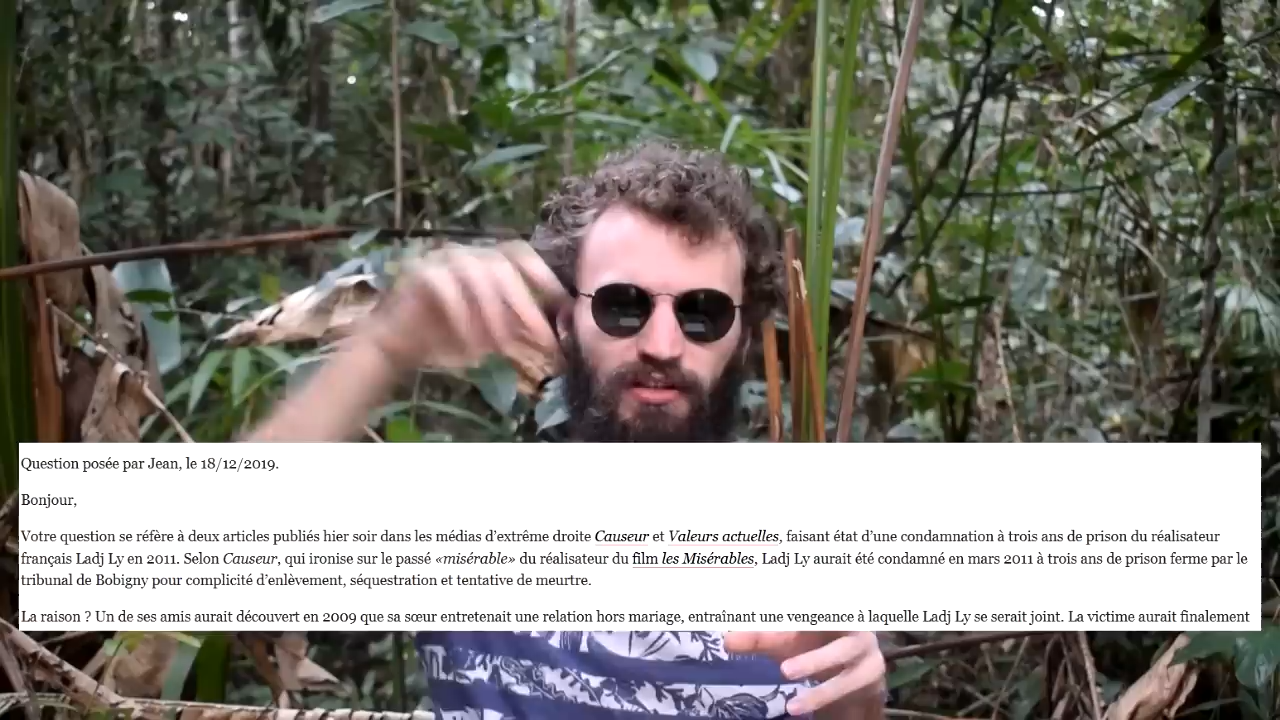 Question posée par Jean, le 18/12/2019.
Bonjour,
Votre question se réfère à deux articles publiés hier soir dans les médias d’extrême droite Causeur et Valeurs actuelles, faisant état d’une condamnation à trois ans de prison du réalisateur
français Ladj Ly en 2011. Selon Causeur, qui ironise sur le passé «misérable» du réalisateur du film les Misérables, Ladj Ly aurait été condamné en mars 2011 à trois ans de prison ferme par le
tribunal de Bobigny pour complicité d’enlèvement, séquestration et tentative de meurtre.
La raison ? Un de ses amis aurait découvert en 2009 que sa sœur entretenait une relation hors mariage, entraînant une vengeance à laquelle Ladj Ly se serait joint. La victime aurait finalement